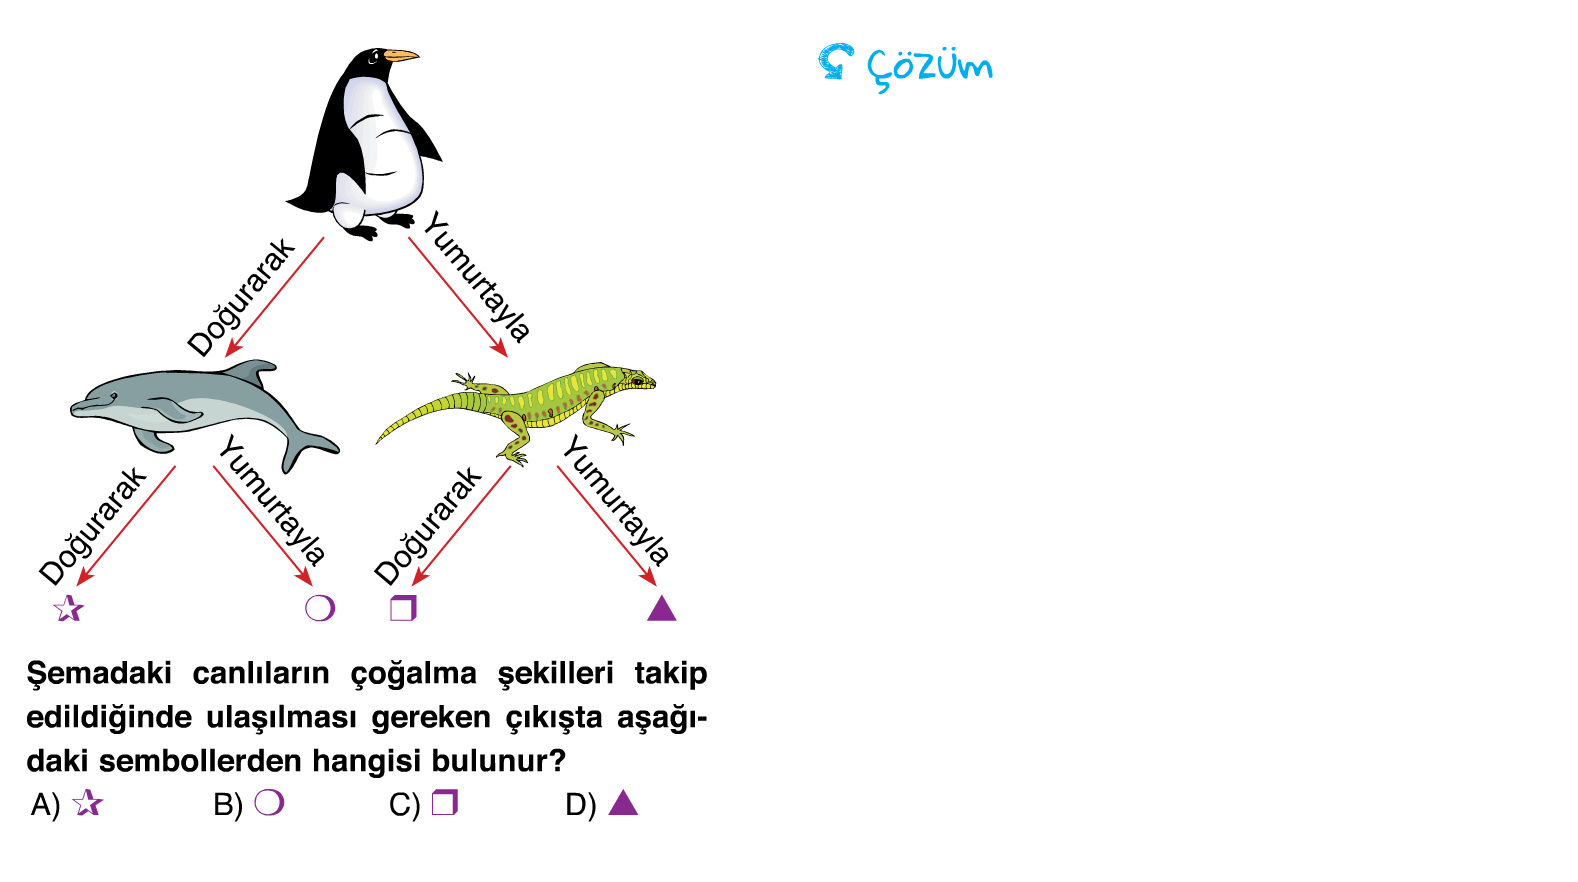 Çözüm
Doğurarak
Yumurtayla
Doğurarak
Yumurtayla
Doğurarak
Yumurtayla
Şemadaki canlıların çoğalma şekilleri takip
edildiğinde ulaşılması gereken çıkışta aşağı-
daki sembollerden hangisi bulunur?
A) B) C) D)